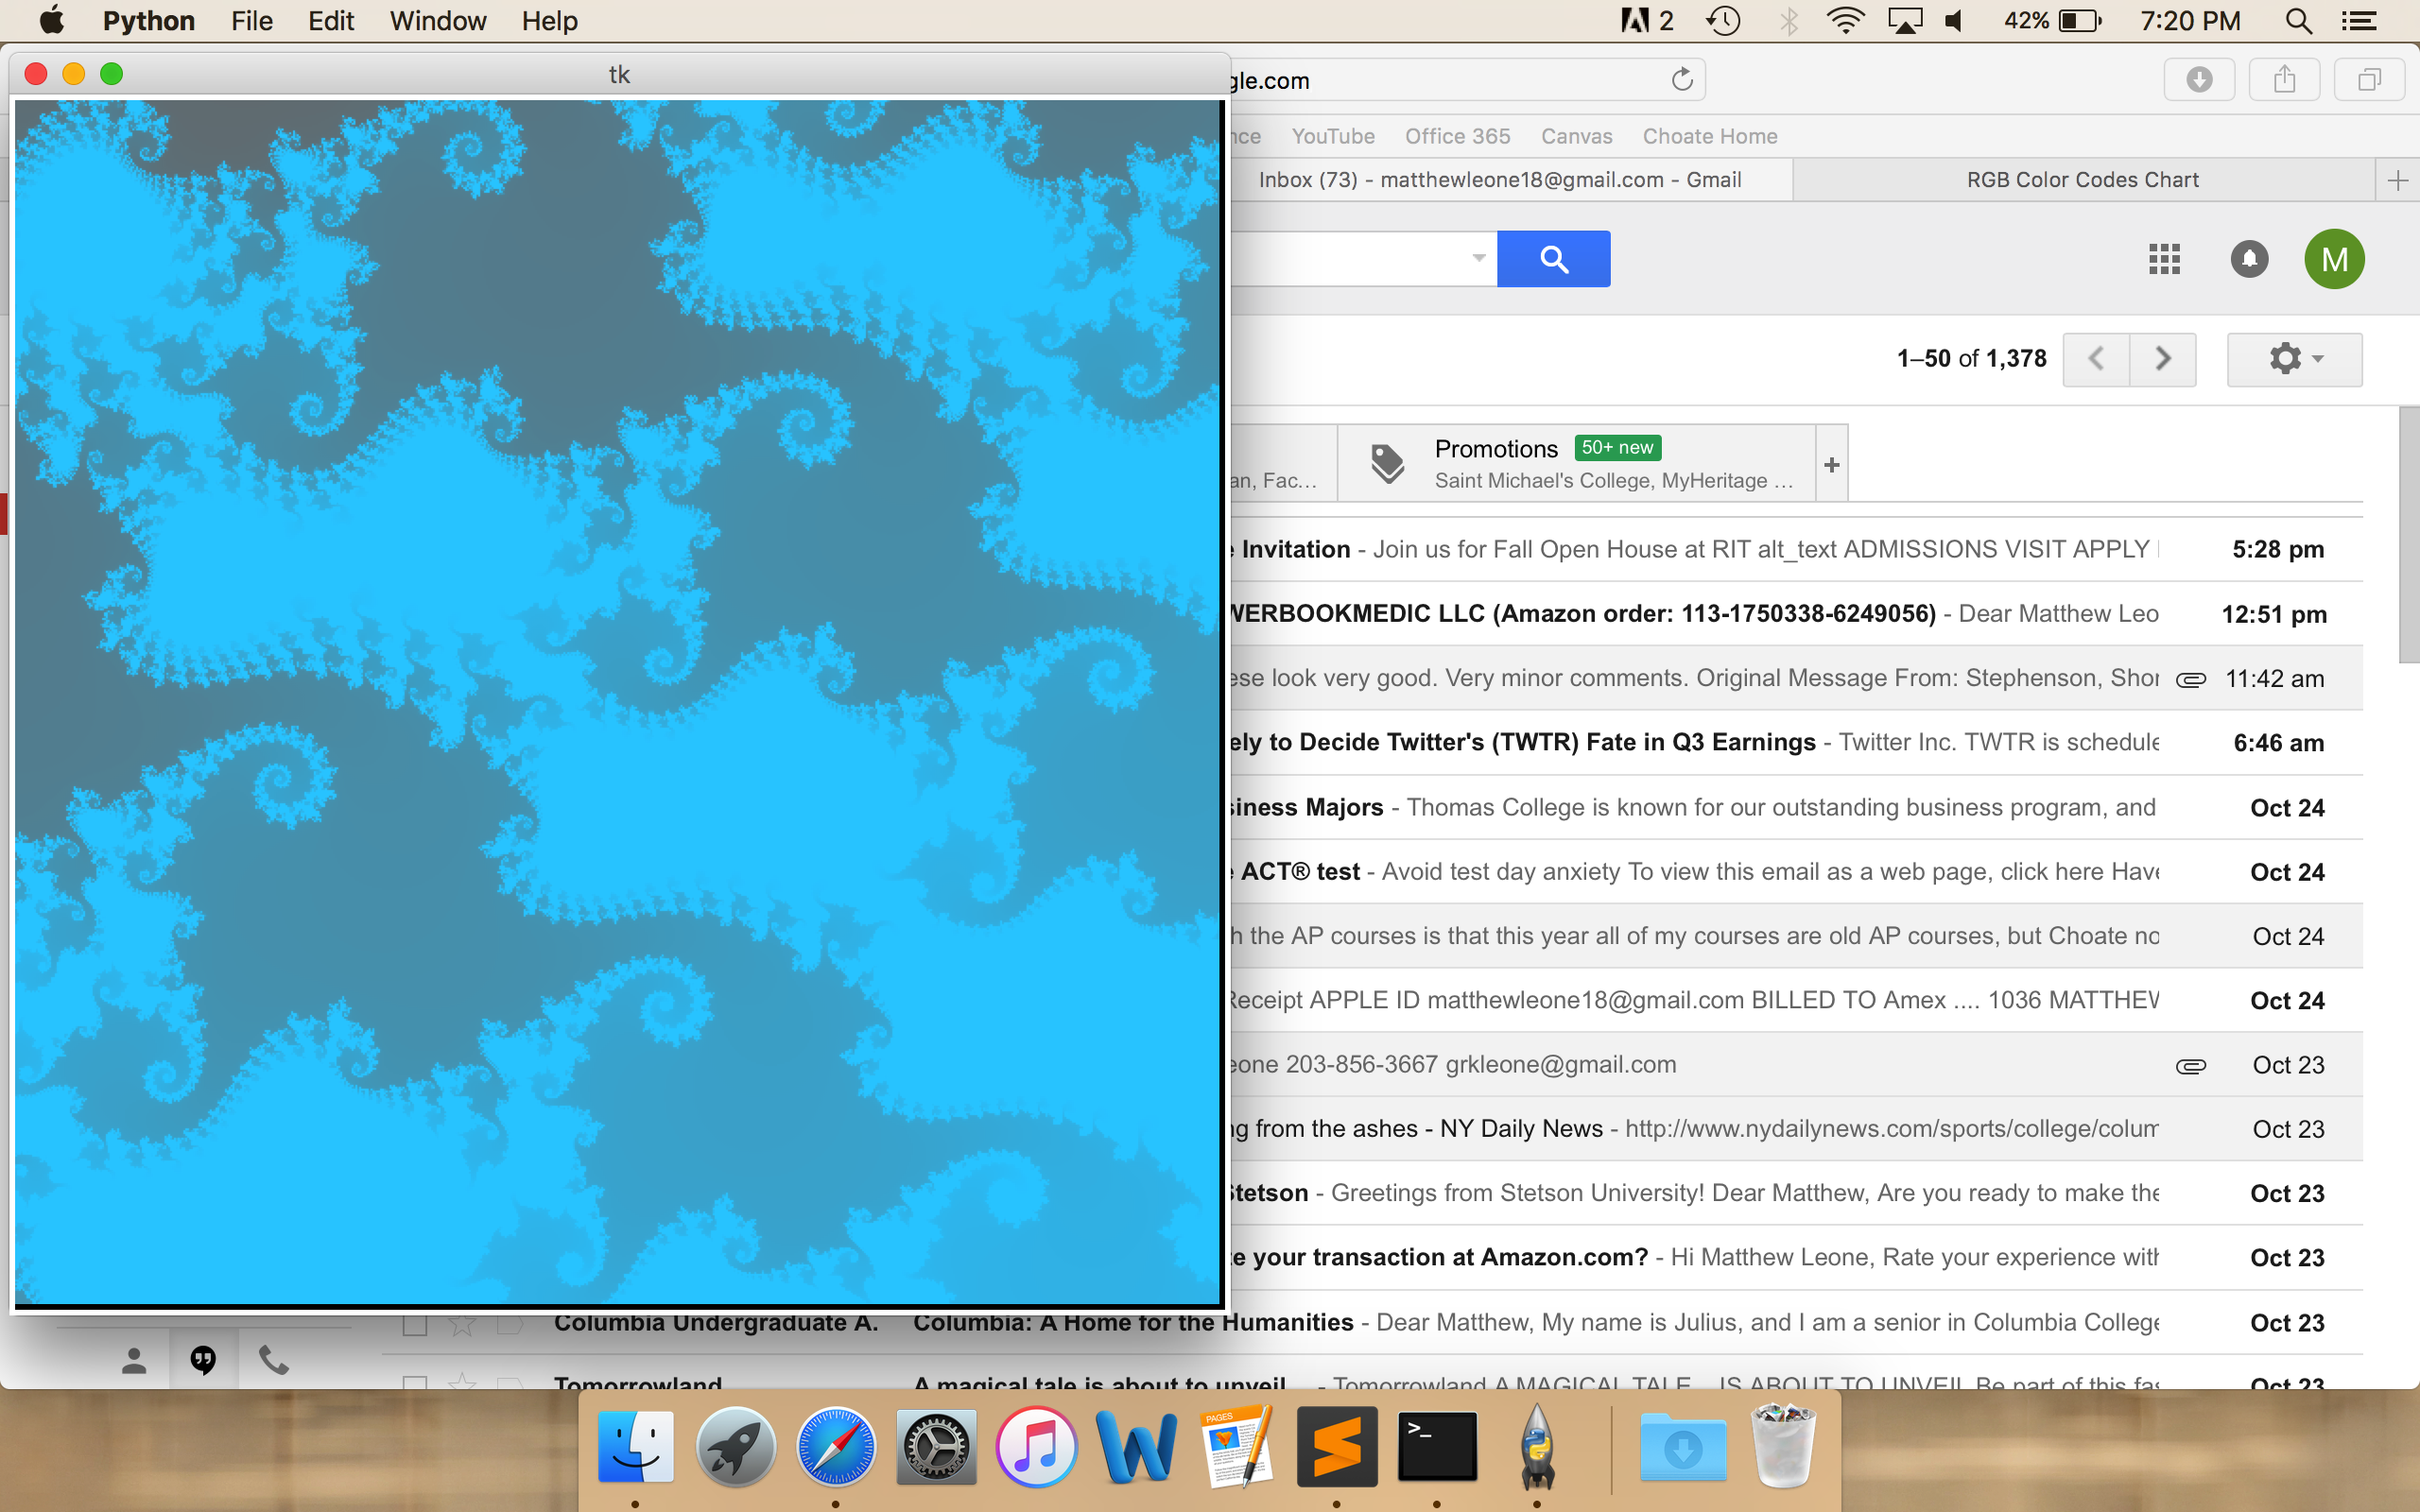 Python File Edit Window Help 2 42% 7:20 PM
tk
gle.com
nce YouTube Office 365 Canvas Choate Home
Inbox (73) - matthewleone18@gmail.com - Gmail RGB Color Codes Chart
M
1–50 of 1,378
Promotions 50+ new
an, Fac... Saint Michael's College, MyHeritage ...
Invitation - Join us for Fall Open House at RIT alt_text ADMISSIONS VISIT APPLY 5:28 pm
WERBOOKMEDIC LLC (Amazon order: 113-1750338-6249056) - Dear Matthew Leo 12:51 pm
ese look very good. Very minor comments. Original Message From: Stephenson, Shor 11:42 am
ely to Decide Twitter's (TWTR) Fate in Q3 Earnings - Twitter Inc. TWTR is schedule 6:46 am
siness Majors - Thomas College is known for our outstanding business program, and Oct 24
ACT® test - Avoid test day anxiety To view this email as a web page, click here Have Oct 24
h the AP courses is that this year all of my courses are old AP courses, but Choate no Oct 24
Receipt APPLE ID matthewleone18@gmail.com BILLED TO Amex .... 1036 MATTHEW Oct 24
eone 203-856-3667 grkleone@gmail.com Oct 23
ng from the ashes - NY Daily News - http://www.nydailynews.com/sports/college/colum Oct 23
Stetson - Greetings from Stetson University! Dear Matthew, Are you ready to make the Oct 23
e your transaction at Amazon.com? - Hi Matthew Leone, Rate your experience with Oct 23
Columbia Undergraduate A. Columbia: A Home for the Humanities - Dear Matthew, My name is Julius, and I am a senior in Columbia College Oct 23
Tomorrowland A magical tale is about to unveil... - Tomorrowland A MAGICAL TALE... IS ABOUT TO UNVEIL Be part of this fas Oct 23
PAGES